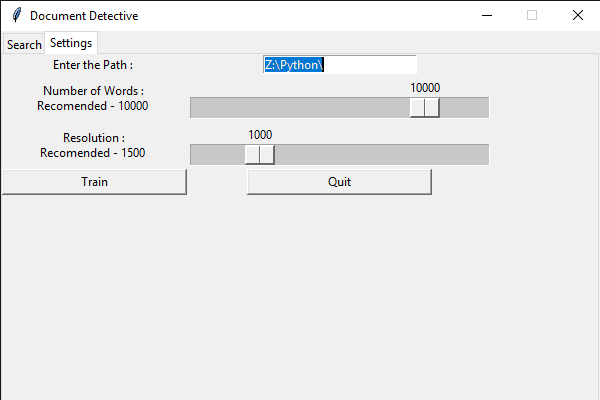 Document Detective
Search Settings
Enter the Path : Z:\Python\
Number of Words :
Recomended - 10000
10000
Resolution :
Recomended - 1500
1000
Train Quit